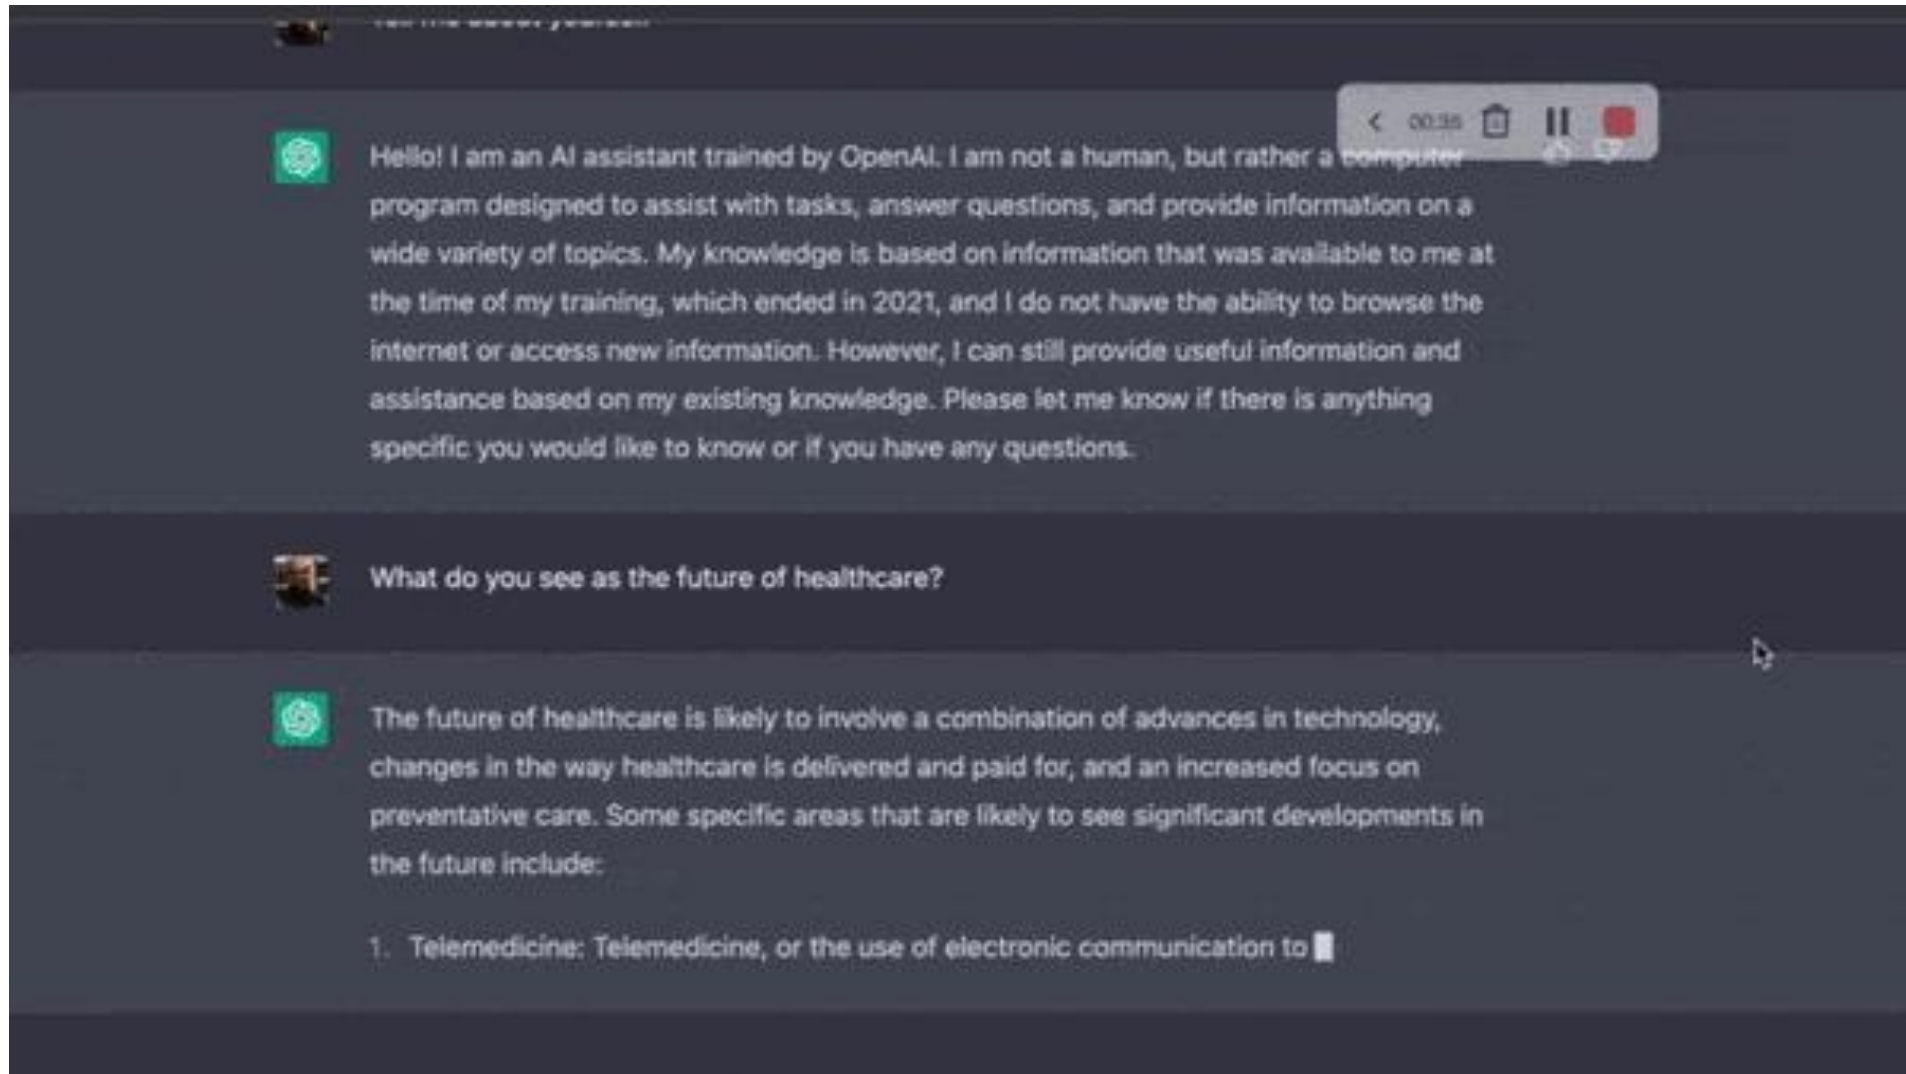 Tell me about yourself
00:35
Hello! I am an AI assistant trained by OpenAI. I am not a human, but rather a computer
program designed to assist with tasks, answer questions, and provide information on a
wide variety of topics. My knowledge is based on information that was available to me at
the time of my training, which ended in 2021, and I do not have the ability to browse the
internet or access new information. However, I can still provide useful information and
assistance based on my existing knowledge. Please let me know if there is anything
specific you would like to know or if you have any questions.
What do you see as the future of healthcare?
The future of healthcare is likely to involve a combination of advances in technology,
changes in the way healthcare is delivered and paid for, and an increased focus on
preventative care. Some specific areas that are likely to see significant developments in
the future include:
1. Telemedicine: Telemedicine, or the use of electronic communication to